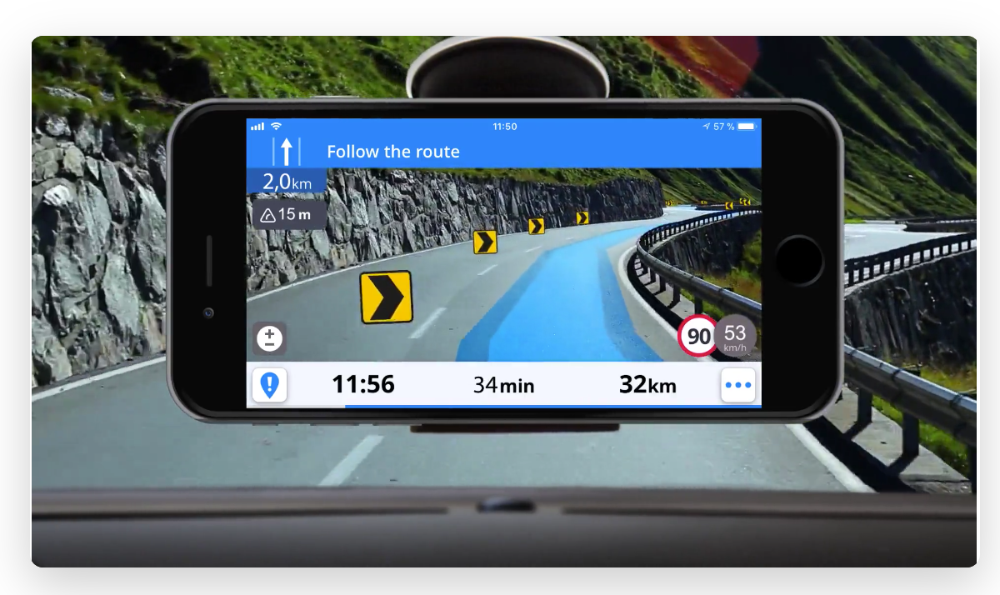 11:50
57 %
Follow the route
2,0km
15 m
90
53
km/h
11:56 34min 32km